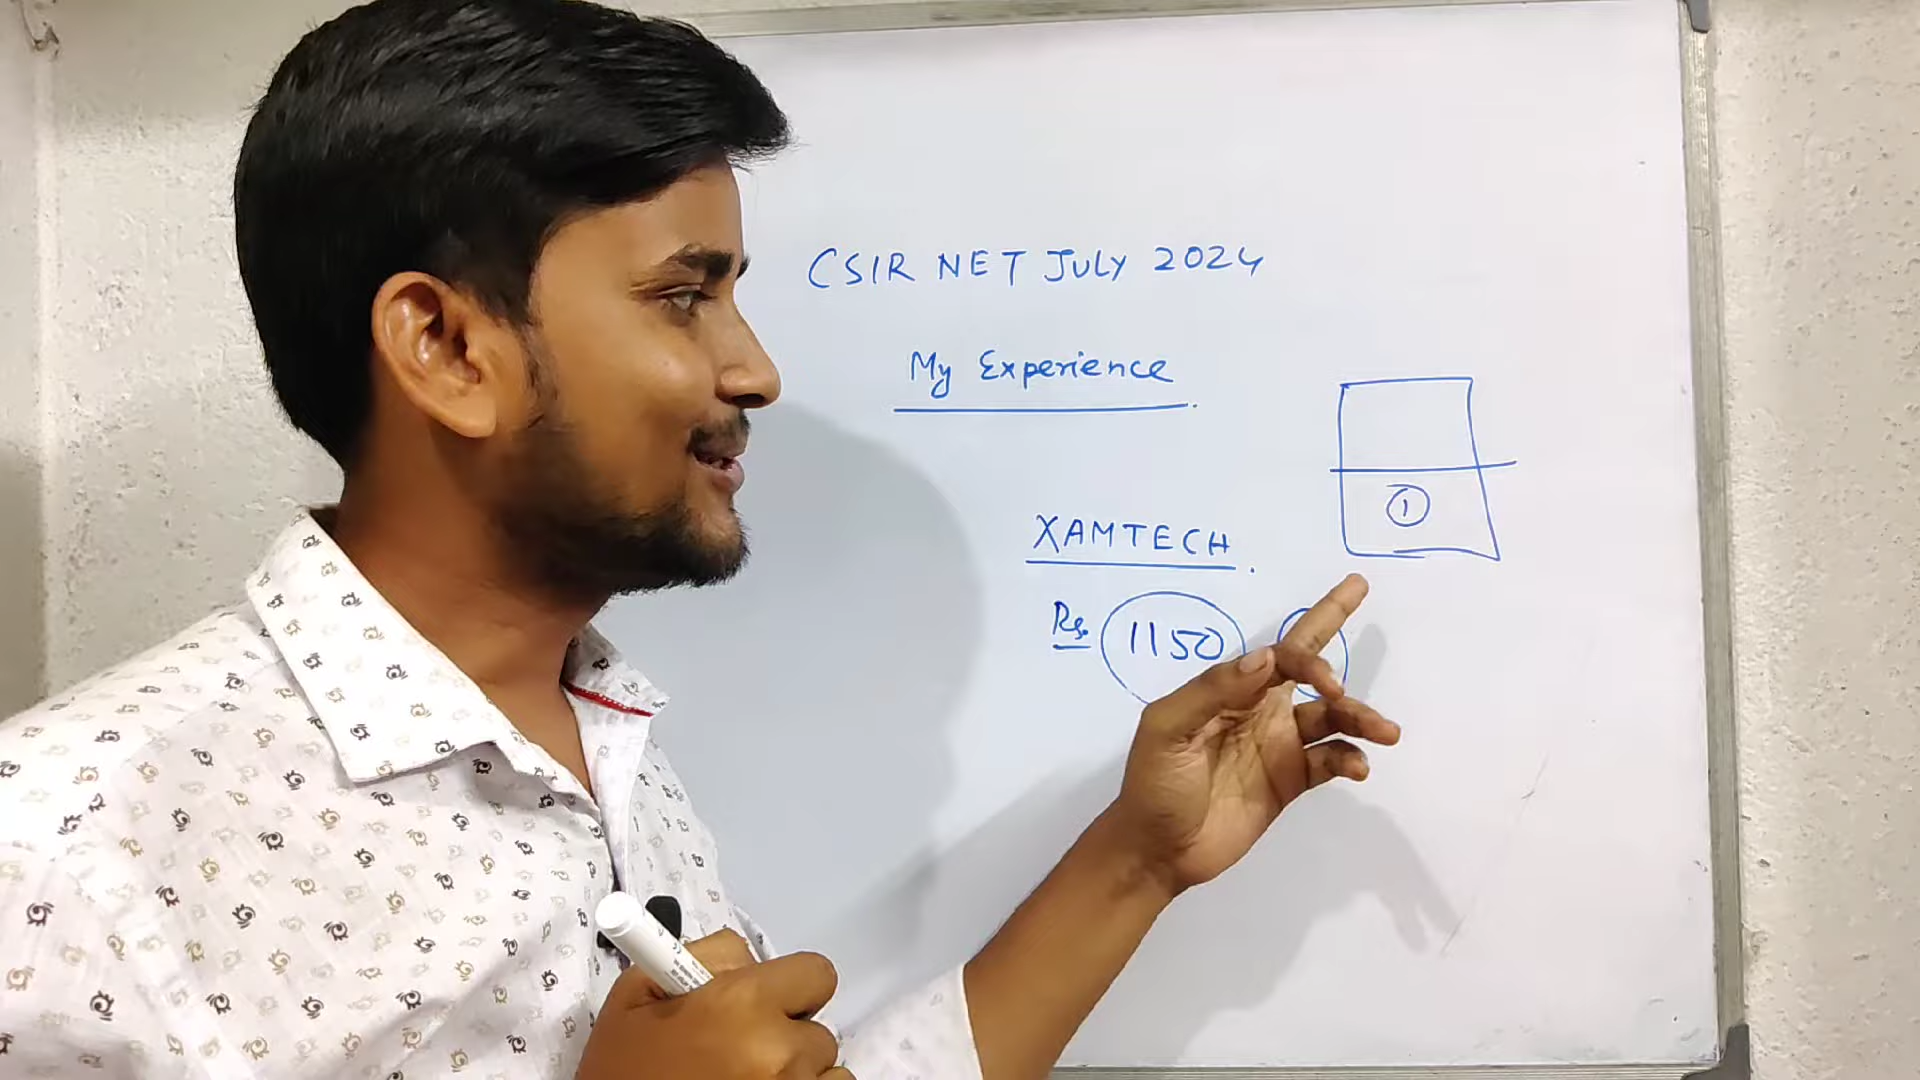 CSIR NET JULY 2024
My Experience
XAMTECH.
Rs. 1150
1